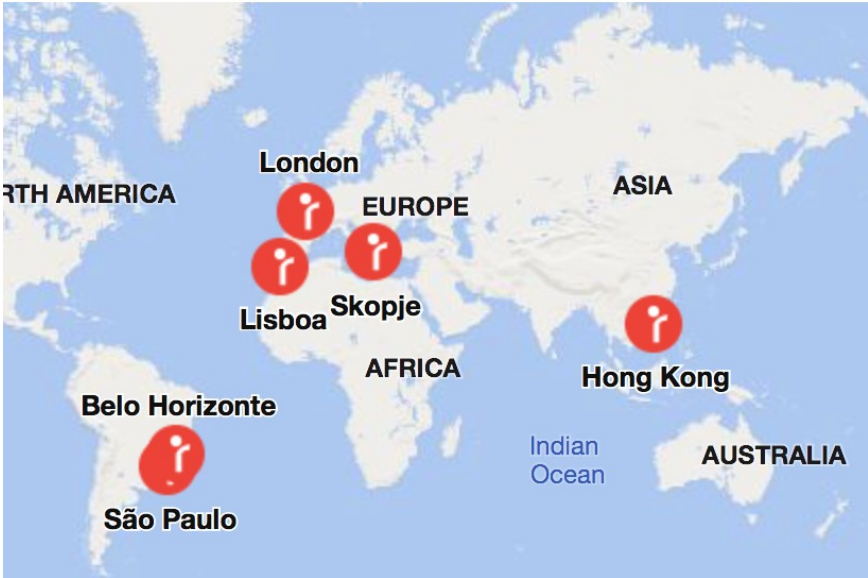 London
RTH AMERICA
ASIA
EUROPE
Lisboa
Skopje
AFRICA
Hong Kong
Belo Horizonte
Indian
Ocean
AUSTRALIA
São Paulo